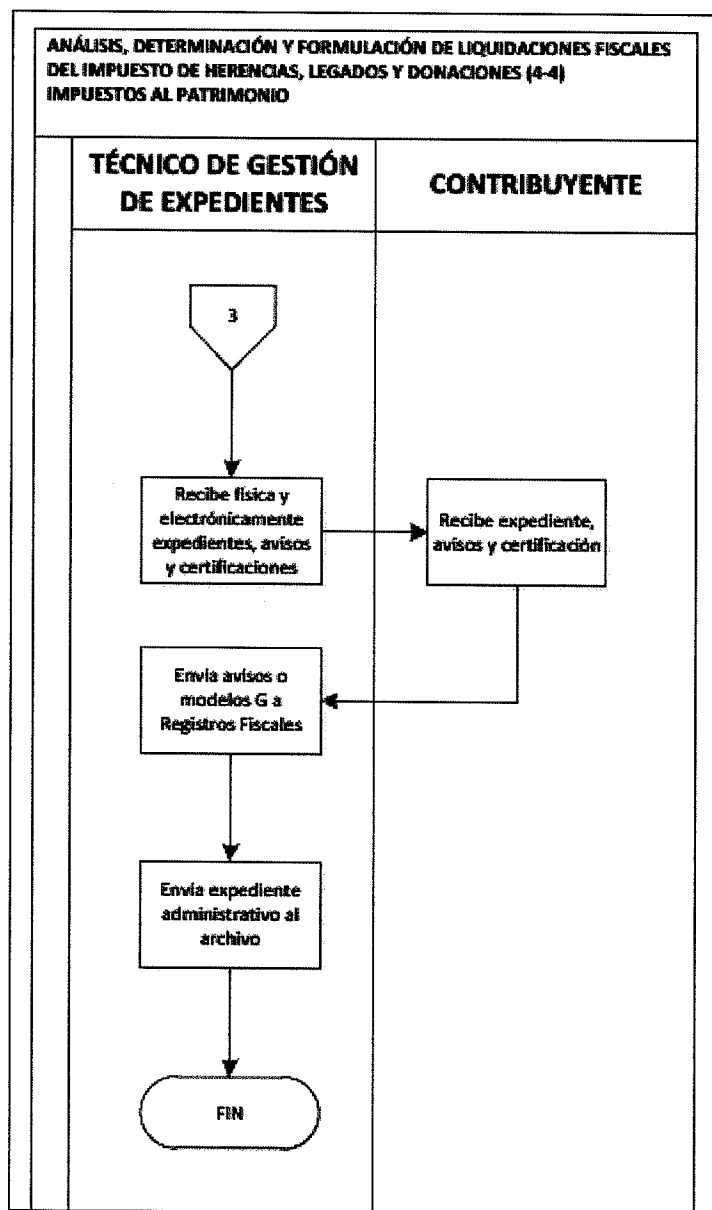 ANÁLISIS, DETERMINACIÓN Y FORMULACIÓN DE LIQUIDACIONES FISCALES
DEL IMPUESTO DE HERENCIAS, LEGADOS Y DONACIONES (4-4)
IMPUESTOS AL PATRIMONIO
TÉCNICO DE GESTIÓN
DE EXPEDIENTES
CONTRIBUYENTE
3
Recibe física y
electrónicamente
expedientes, avisos
y certificaciones
Recibe expediente,
avisos y certificación
Envía avisos o
modelos G a
Registros Fiscales
Envía expediente
administrativo al
archivo
FIN